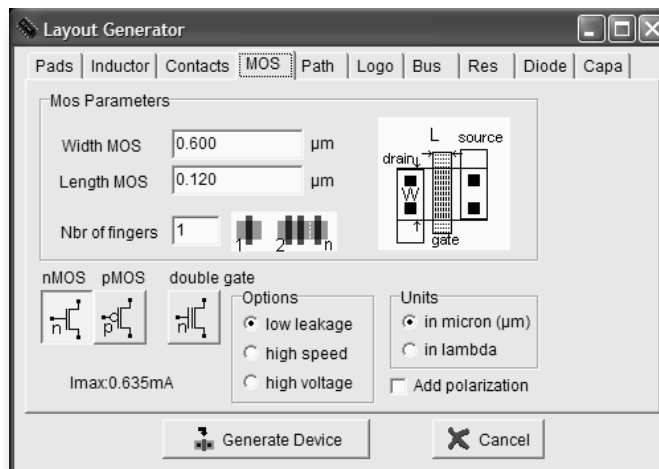 Layout Generator
Pads Inductor Contacts MOS Path Logo Bus Res Diode Capa
Mos Parameters
Width MOS 0.600 µm
Length MOS 0.120 µm
Nbr of fingers 1
1 2 n
L source
drain
W
gate
nMOS pMOS double gate
n p n
Options
low leakage
high speed
high voltage
Units
in micron (µm)
in lambda
Imax:0.635mA
Add polarization
Generate Device Cancel